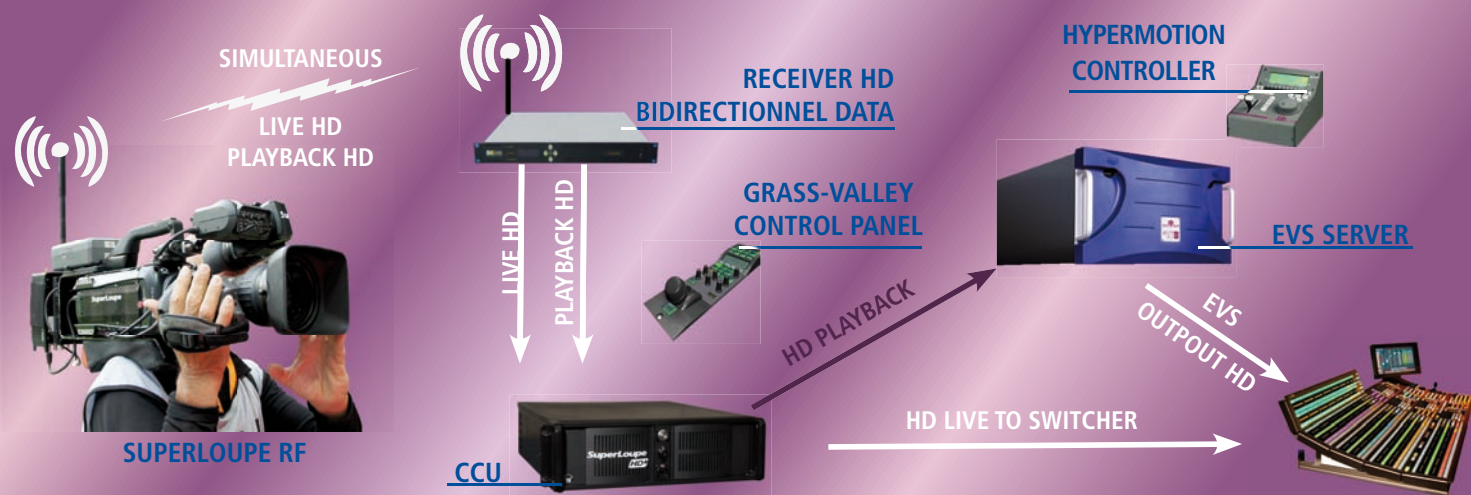 SIMULTANEOUS
LIVE HD
PLAYBACK HD
SuperLoupe
SUPERLOUPE RF
RECEIVER HD
BIDIRECTIONNEL DATA
LIVE HD
PLAYBACK HD
GRASS-VALLEY
CONTROL PANEL
SuperLoupe
HD
CCU
HD PLAYBACK
HYPERMOTION
CONTROLLER
EVS SERVER
EVS
OUTPOUT HD
HD LIVE TO SWITCHER